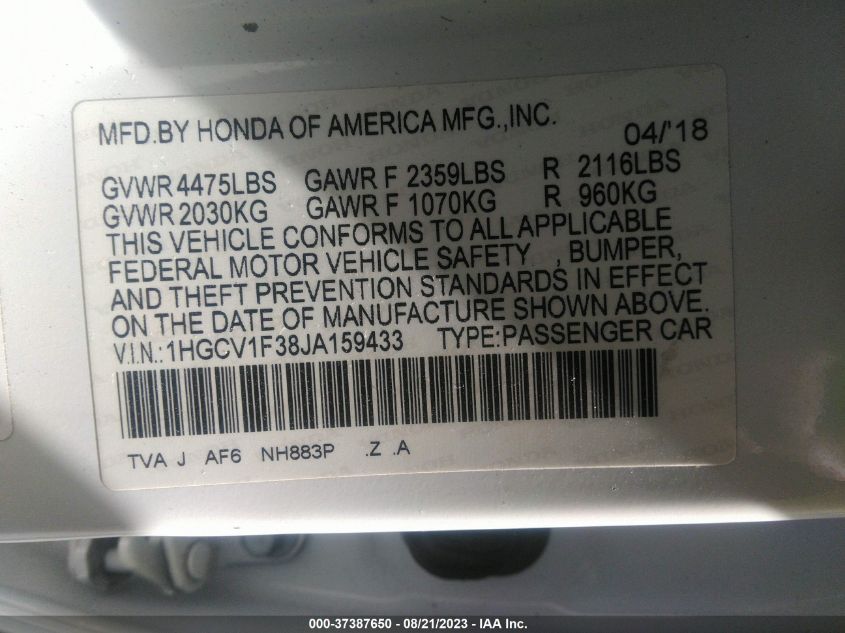 MFD.BY HONDA OF AMERICA MFG.,INC. 04/'18
GVWR 4475LBS GAWR F 2359LBS R 2116LBS
GVWR 2030KG GAWR F 1070KG R 960KG
THIS VEHICLE CONFORMS TO ALL APPLICABLE
FEDERAL MOTOR VEHICLE SAFETY , BUMPER,
AND THEFT PREVENTION STANDARDS IN EFFECT
ON THE DATE OF MANUFACTURE SHOWN ABOVE.
V.I.N.:1HGCV1F38JA159433 TYPE:PASSENGER CAR
TVA J AF6 NH883P .Z .A
000-37387650 - 08/21/2023 - IAA Inc.